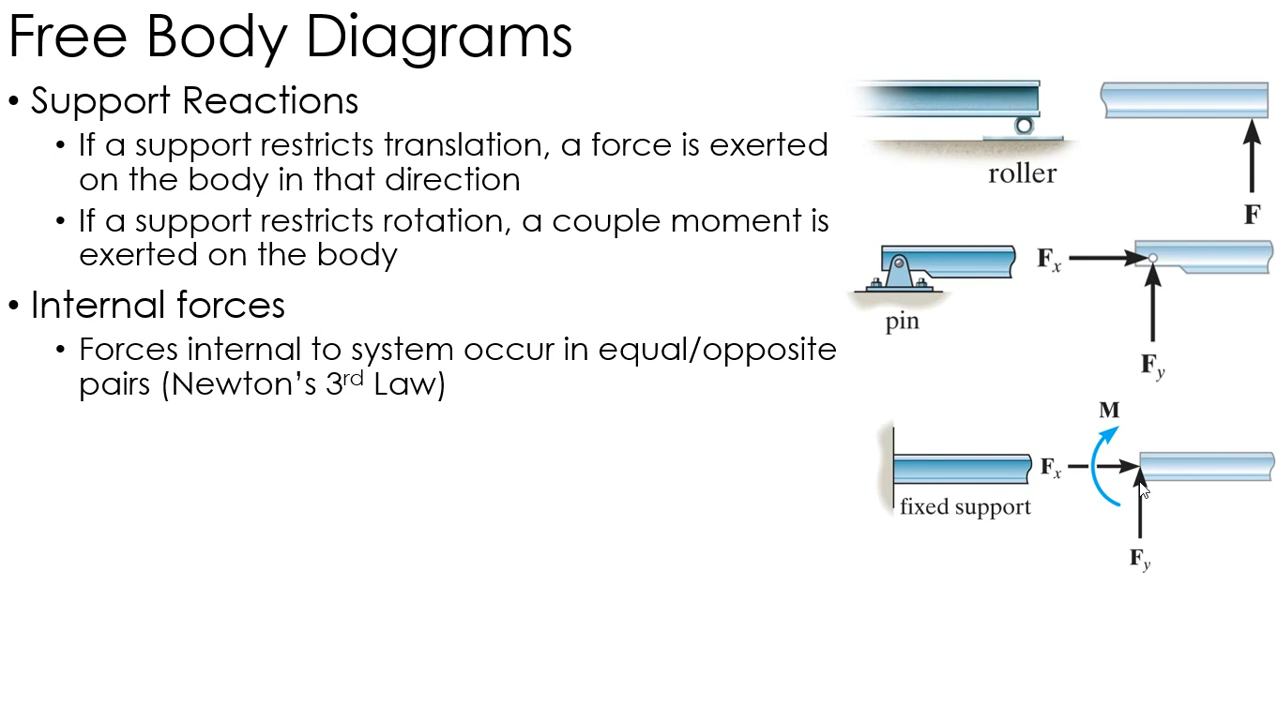 Free Body Diagrams
• Support Reactions
• If a support restricts translation, a force is exerted
on the body in that direction
• If a support restricts rotation, a couple moment is
exerted on the body
• Internal forces
• Forces internal to system occur in equal/opposite
pairs (Newton’s 3rd Law)
roller
F
Fx
pin
Fy
M
Fx
fixed support
Fy